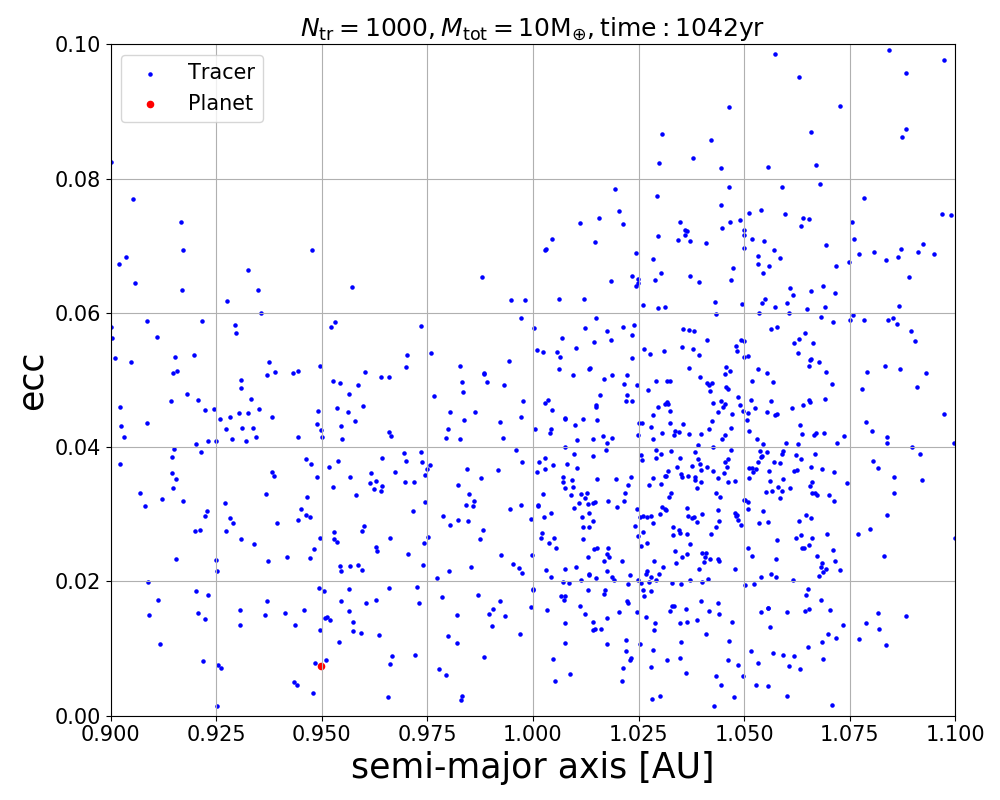 N_tr = 1000, M_tot = 10M_⊕, time : 1042yr
Tracer
Planet
ecc
0.10
0.08
0.06
0.04
0.02
0.00
0.900 0.925 0.950 0.975 1.000 1.025 1.050 1.075 1.100
semi-major axis [AU]